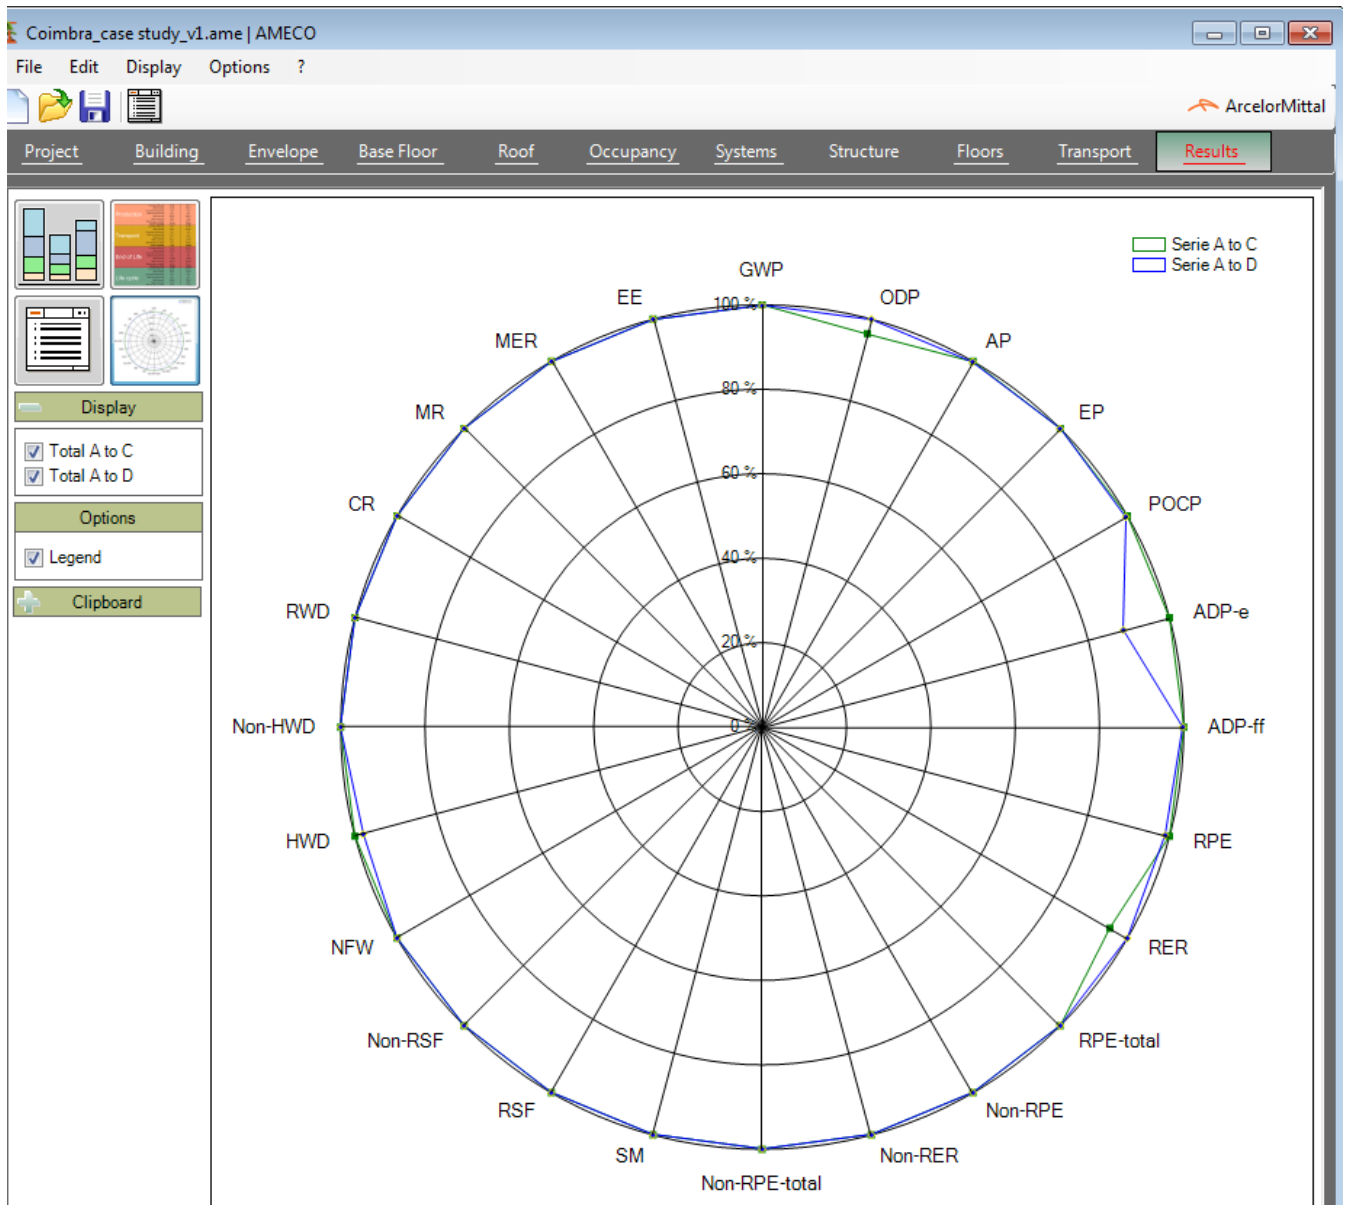 Coimbra_case study_v1.ame | AMECO
File Edit Display Options ?
ArcelorMittal
Project Building Envelope Base Floor Roof Occupancy Systems Structure Floors Transport Results
Serie A to C
Serie A to D
Display
Total A to C
Total A to D
Options
Legend
Clipboard
GWP
ODP
AP
EP
POCP
ADP-e
ADP-ff
RPE
RER
RPE-total
Non-RPE
Non-RER
Non-RPE-total
SM
RSF
Non-RSF
NFW
HWD
Non-HWD
RWD
CR
MR
MER
EE
100 %
80 %
60 %
40 %
20 %
0 %